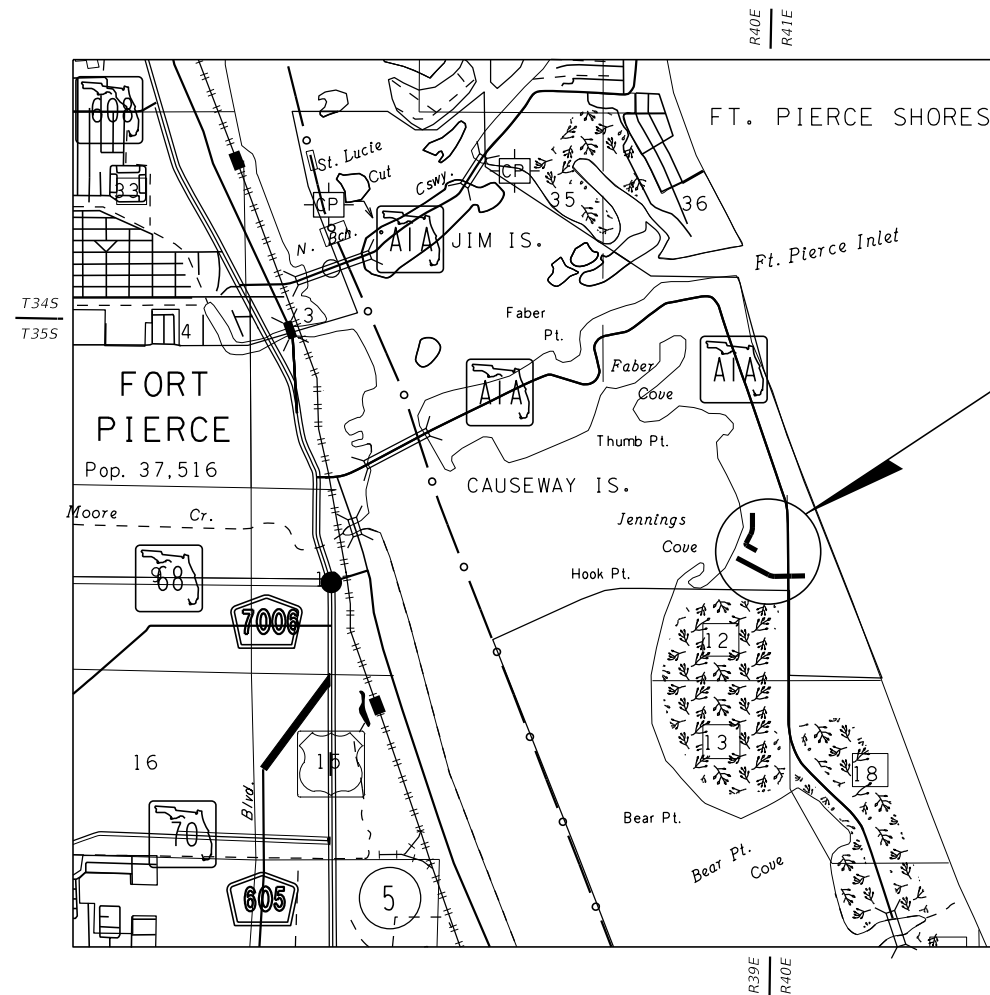 R40E
R41E
FT. PIERCE SHORES
608
St. Lucie
Cut
Cswy.
CP
CP
33
35
36
N. Bch.
A1A
JIM IS.
Ft. Pierce Inlet
T34S
T35S
3
4
Faber
Pt.
A1A
Faber
Cove
A1A
FORT
PIERCE
Pop. 37,516
Thumb Pt.
CAUSEWAY IS.
Moore Cr.
Jennings
Cove
Hook Pt.
68
7006
12
13
16
15
18
Blvd.
70
Bear Pt.
Bear Pt.
Cove
605
5
R39E
R40E